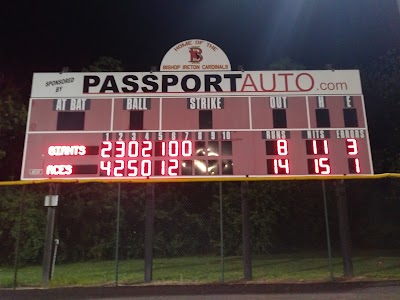 HOME OF THE
B
BISHOP IRETON CARDINALS
SPONSORED BY PASSPORTAUTO.com
AT BAT BALL STRIKE OUT H E
1 2 3 4 5 6 7 8 9 10 RUNS HITS ERRORS
GIANTS 2 3 0 2 1 0 0 8 11 3
ACES 4 2 5 0 1 2 14 15 1